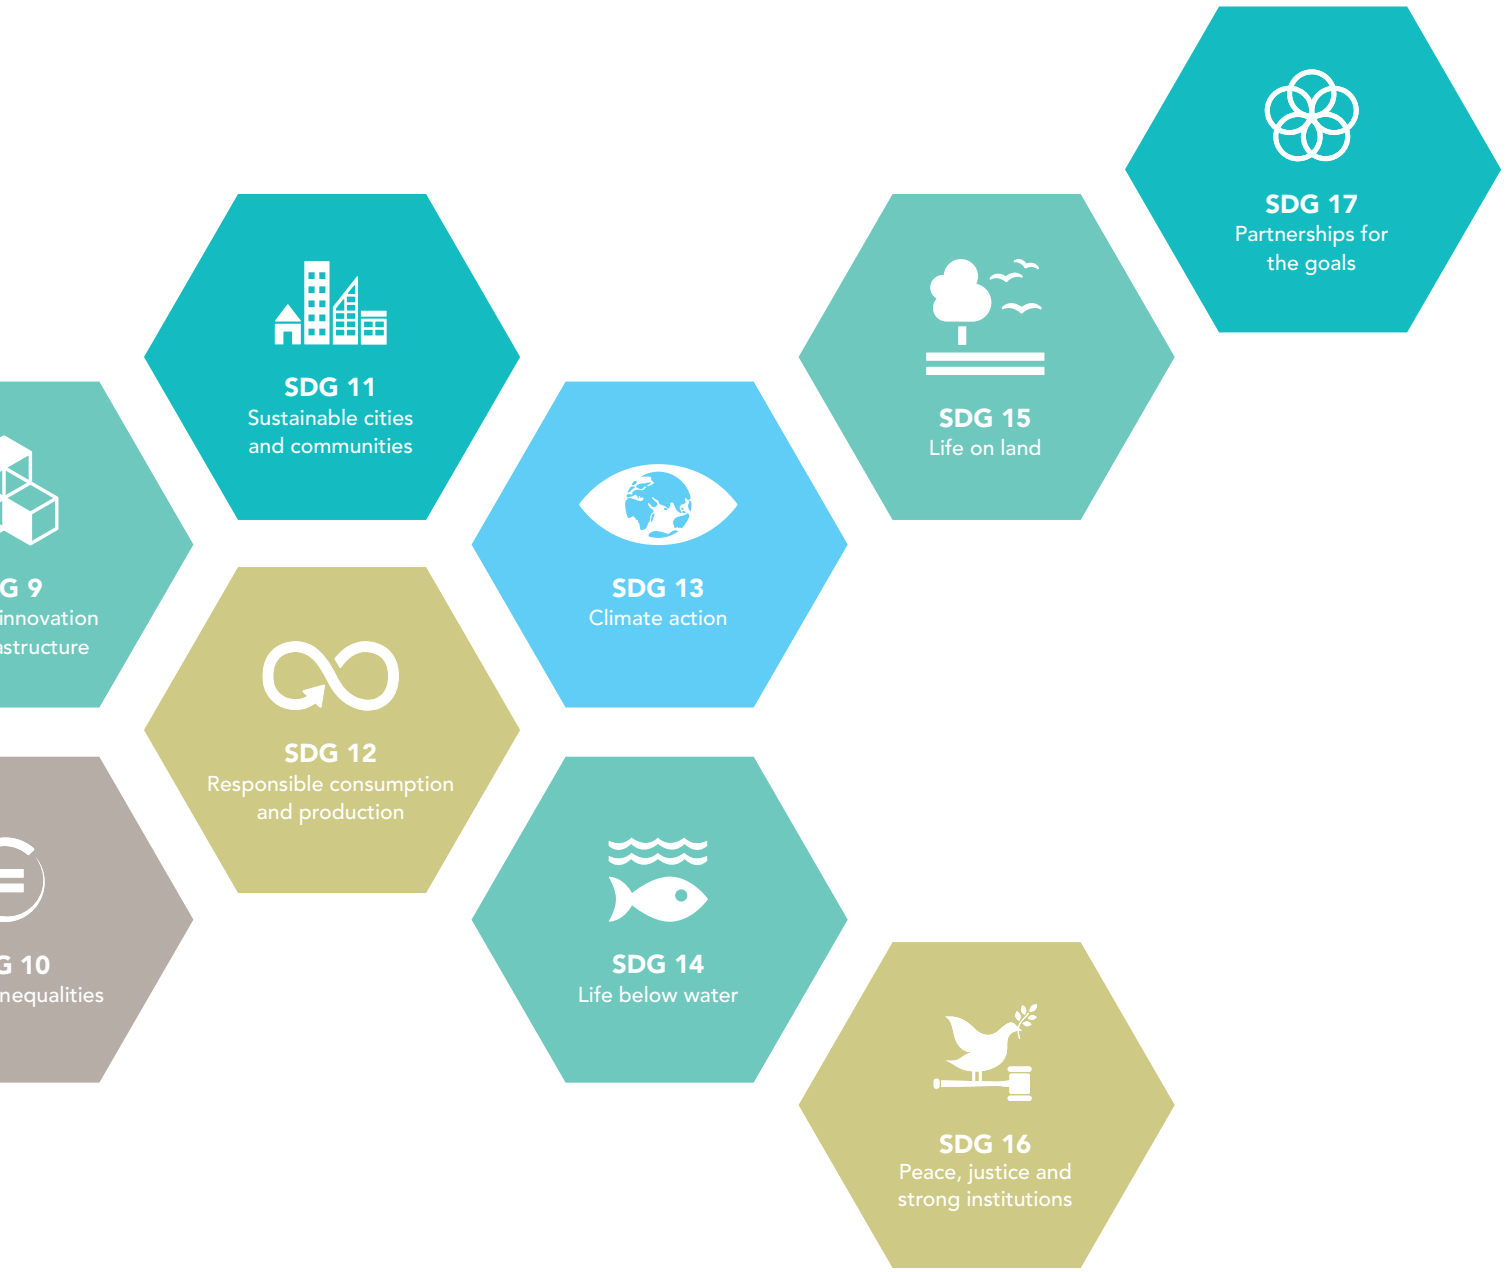 SDG 17
Partnerships for
the goals
SDG 11
Sustainable cities
and communities
SDG 15
Life on land
G 9
innovation
astructure
SDG 13
Climate action
SDG 12
Responsible consumption
and production
G 10
nequalities
SDG 14
Life below water
SDG 16
Peace, justice and
strong institutions